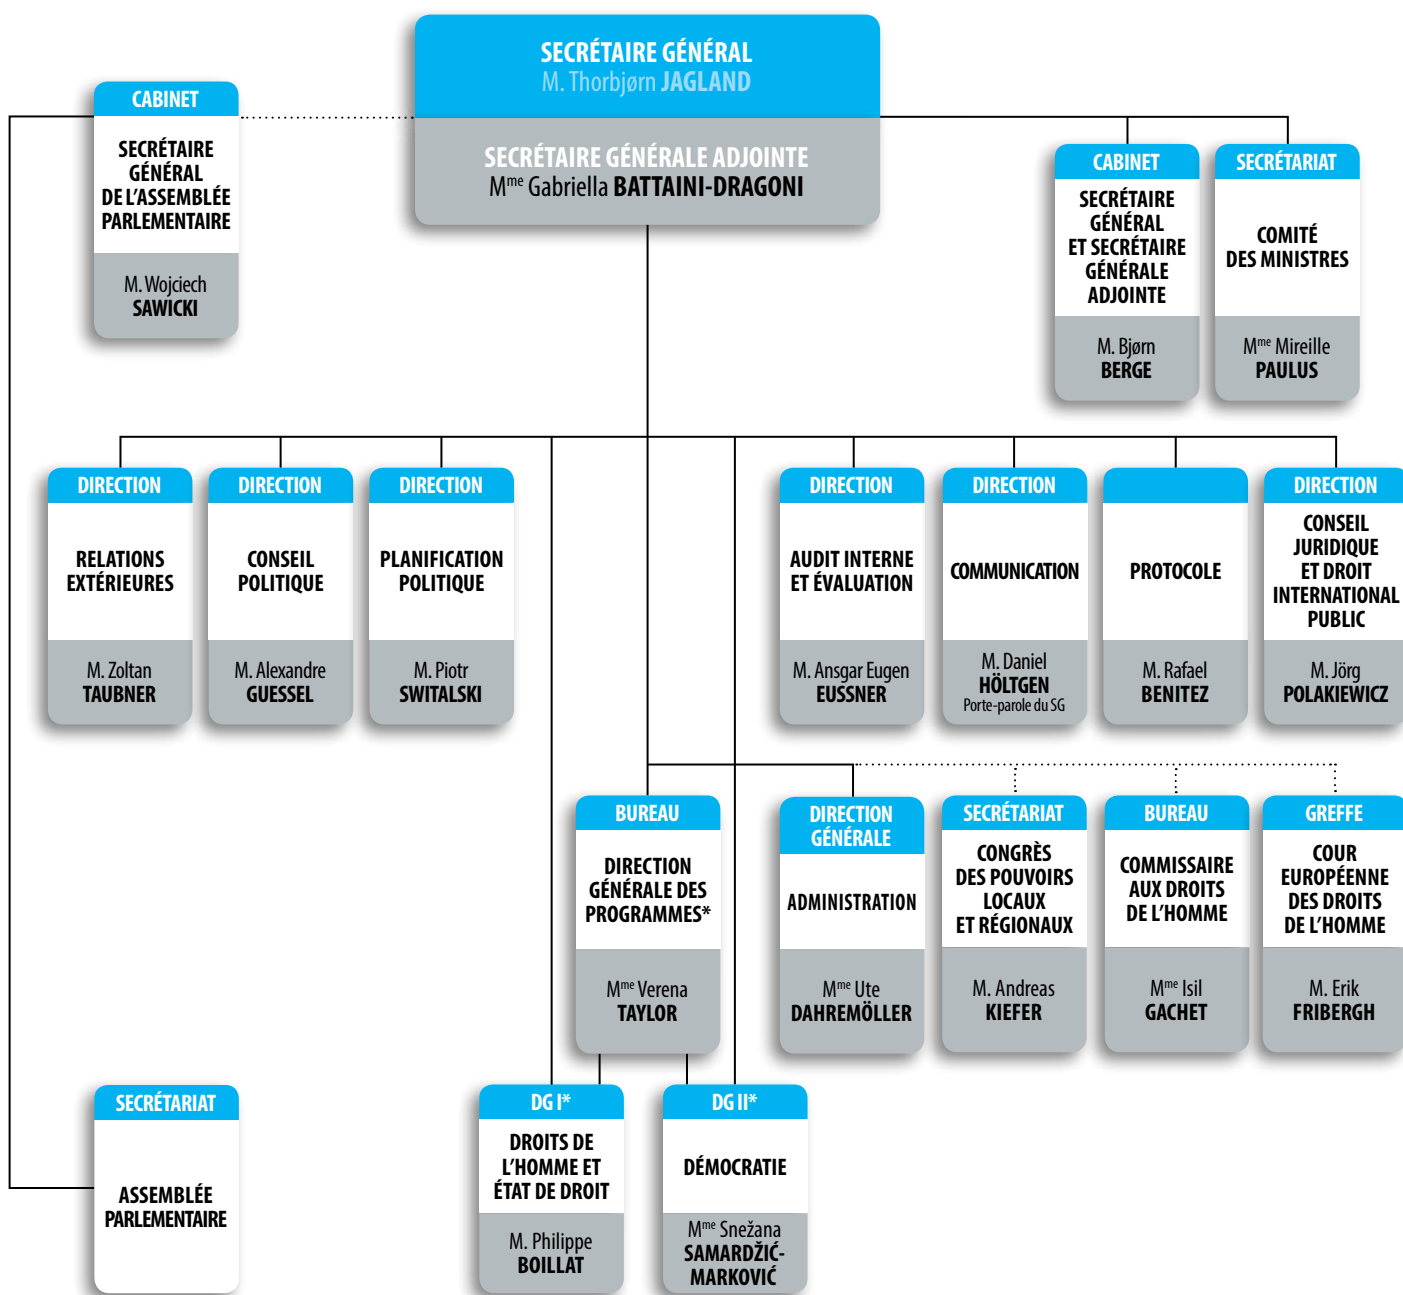 SECRÉTAIRE GÉNÉRAL
M. Thorbjørn JAGLAND
SECRÉTAIRE GÉNÉRALE ADJOINTE
Mme Gabriella BATTAINI-DRAGONI
CABINET
SECRÉTAIRE
GÉNÉRAL
DE L'ASSEMBLÉE
PARLEMENTAIRE
M. Wojciech
SAWICKI
CABINET
SECRÉTAIRE
GÉNÉRAL
ET SECRÉTAIRE
GÉNÉRALE
ADJOINTE
M. Bjørn
BERGE
SECRÉTARIAT
COMITÉ
DES MINISTRES
Mme Mireille
PAULUS
DIRECTION
RELATIONS
EXTÉRIEURES
M. Zoltan
TAUBNER
DIRECTION
CONSEIL
POLITIQUE
M. Alexandre
GUESSEL
DIRECTION
PLANIFICATION
POLITIQUE
M. Piotr
SWITALSKI
DIRECTION
AUDIT INTERNE
ET ÉVALUATION
M. Ansgar Eugen
EUSSNER
DIRECTION
COMMUNICATION
M. Daniel
HÖLTGEN
Porte-parole du SG
PROTOCOLE
M. Rafael
BENITEZ
DIRECTION
CONSEIL
JURIDIQUE
ET DROIT
INTERNATIONAL
PUBLIC
M. Jörg
POLAKIEWICZ
BUREAU
DIRECTION
GÉNÉRALE DES
PROGRAMMES*
Mme Verena
TAYLOR
DIRECTION
GÉNÉRALE
ADMINISTRATION
Mme Ute
DAHREMÖLLER
SECRÉTARIAT
CONGRÈS
DES POUVOIRS
LOCAUX
ET RÉGIONAUX
M. Andreas
KIEFER
BUREAU
COMMISSAIRE
AUX DROITS
DE L'HOMME
Mme Isil
GACHET
GREFFE
COUR
EUROPÉENNE
DES DROITS
DE L'HOMME
M. Erik
FRIBERGH
SECRÉTARIAT
ASSEMBLÉE
PARLEMENTAIRE
DG I*
DROITS DE
L'HOMME ET
ÉTAT DE DROIT
M. Philippe
BOILLAT
DG II*
DÉMOCRATIE
Mme Snežana
SAMARDŽIĆ-
MARKOVIĆ